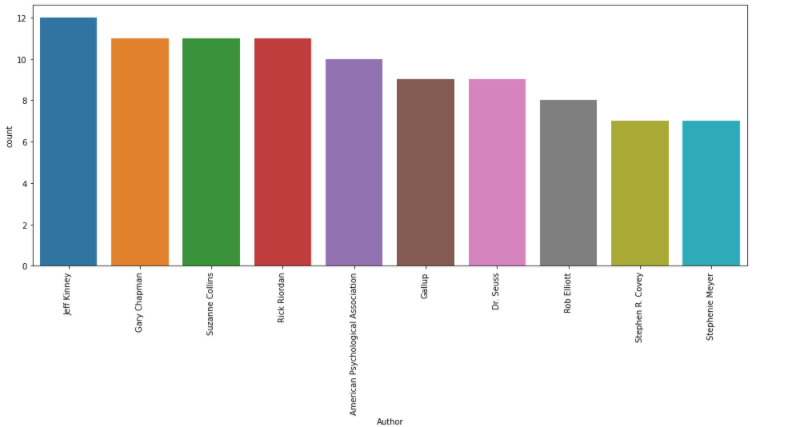 12
10
8
6
4
2
0
count
Jeff Kinney
Gary Chapman
Suzanne Collins
Rick Riordan
American Psychological Association
Gallup
Dr. Seuss
Rob Elliott
Stephen R. Covey
Stephenie Meyer
Author